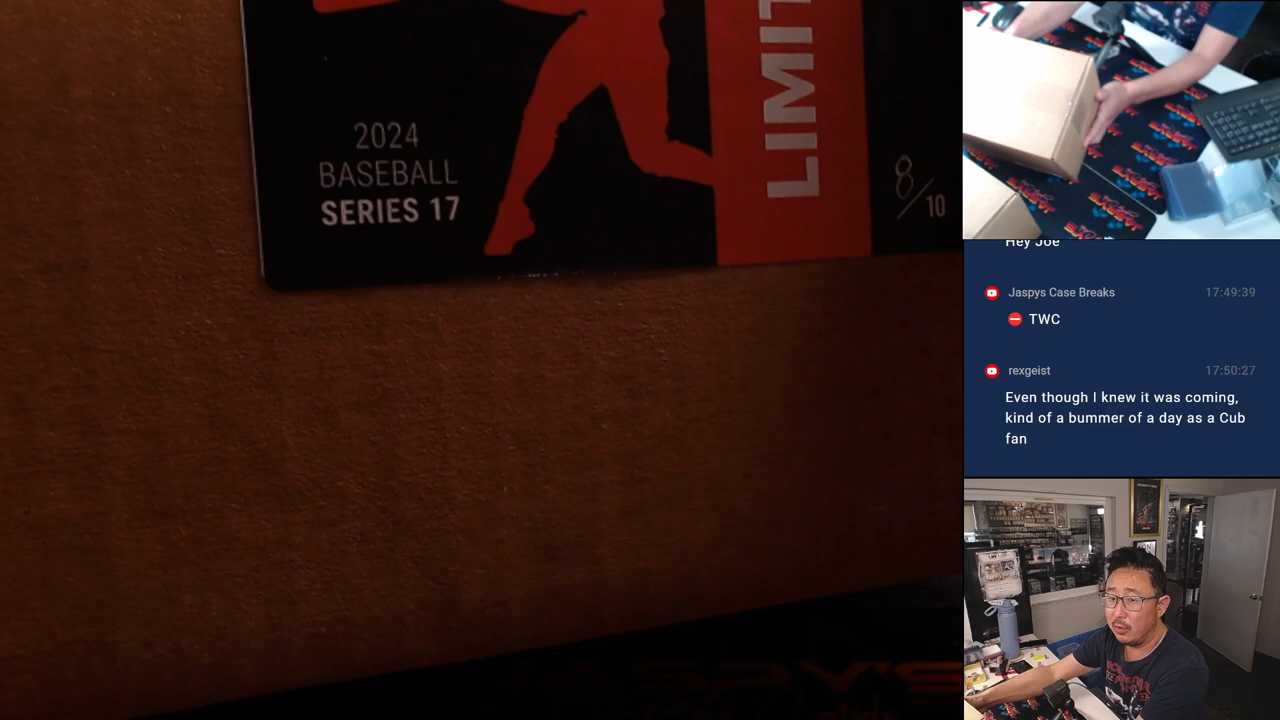 2024
BASEBALL
SERIES 17
LIMIT
8/10
Hey Joe
Jaspys Case Breaks 17:49:39
TWC
rexgeist 17:50:27
Even though I knew it was coming,
kind of a bummer of a day as a Cub
fan